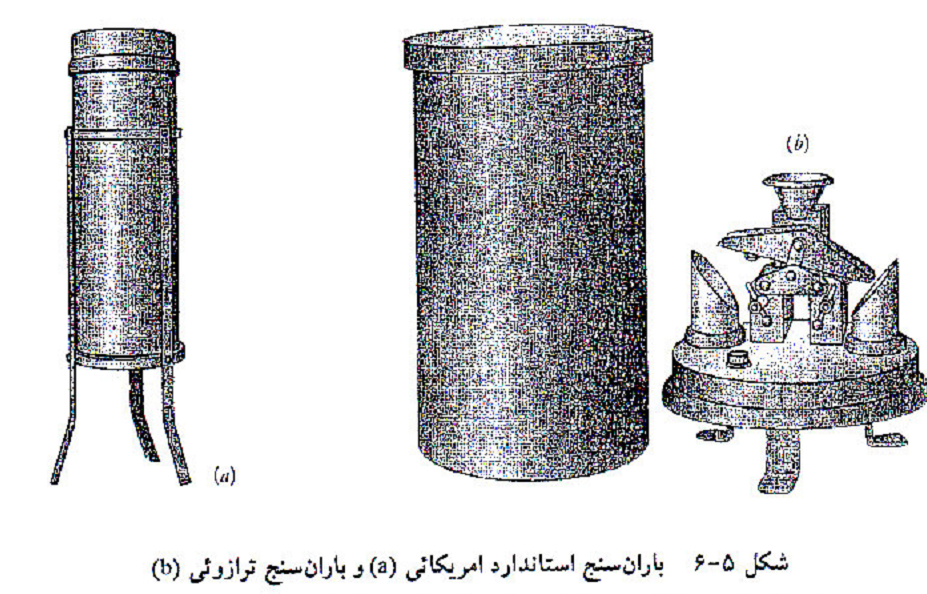 (b)
(a)
شکل ۵-۶ باران‌سنج استاندارد امریکائی (a) و باران‌سنج ترازوئی (b)